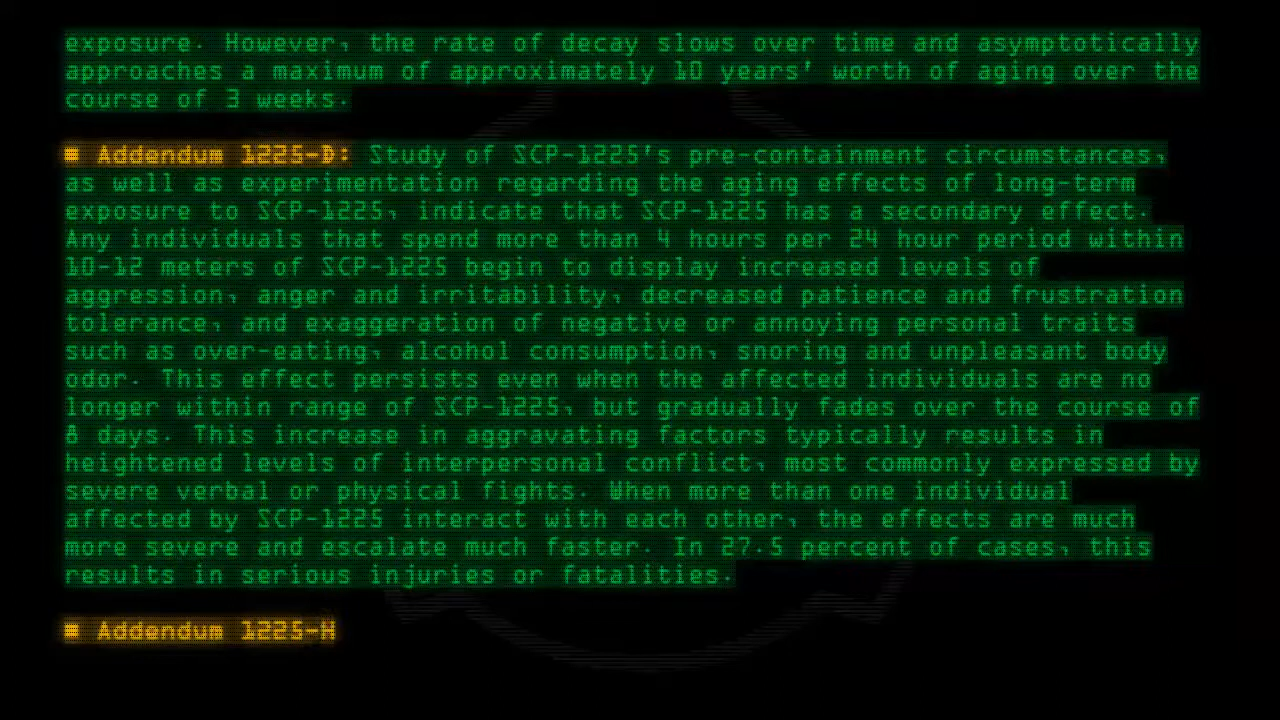 exposure. However, the rate of decay slows over time and asymptotically
approaches a maximum of approximately 10 years' worth of aging over the
course of 3 weeks.
■ Addendum 1225-D: Study of SCP-1225's pre-containment circumstances,
as well as experimentation regarding the aging effects of long-term
exposure to SCP-1225, indicate that SCP-1225 has a secondary effect.
Any individuals that spend more than 4 hours per 24 hour period within
10-12 meters of SCP-1225 begin to display increased levels of
aggression, anger and irritability, decreased patience and frustration
tolerance, and exaggeration of negative or annoying personal traits
such as over-eating, alcohol consumption, snoring and unpleasant body
odor. This effect persists even when the affected individuals are no
longer within range of SCP-1225, but gradually fades over the course of
8 days. This increase in aggravating factors typically results in
heightened levels of interpersonal conflict, most commonly expressed by
severe verbal or physical fights. When more than one individual
affected by SCP-1225 interact with each other, the effects are much
more severe and escalate much faster. In 27.5 percent of cases, this
results in serious injuries or fatalities.
■ Addendum 1225-H